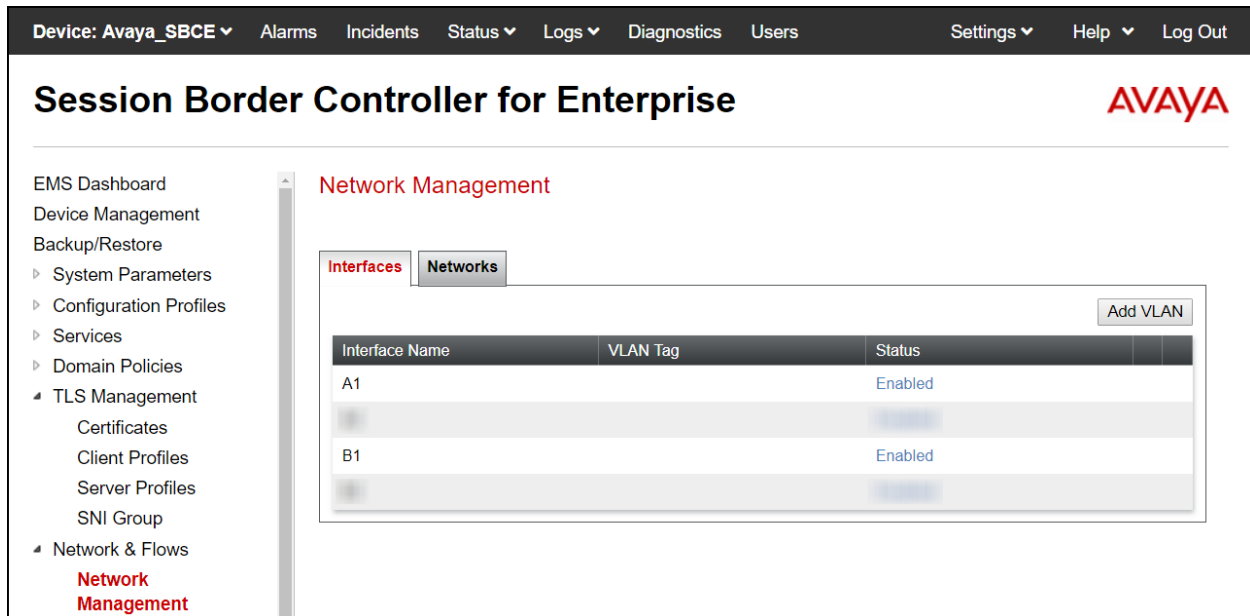 Device: Avaya_SBCE Alarms Incidents Status Logs Diagnostics Users Settings Help Log Out
Session Border Controller for Enterprise
AVAYA
EMS Dashboard
Device Management
Backup/Restore
System Parameters
Configuration Profiles
Services
Domain Policies
TLS Management
Certificates
Client Profiles
Server Profiles
SNI Group
Network & Flows
Network
Management
Network Management
Interfaces Networks
Add VLAN
Interface Name VLAN Tag Status
A1 Enabled
B1 Enabled